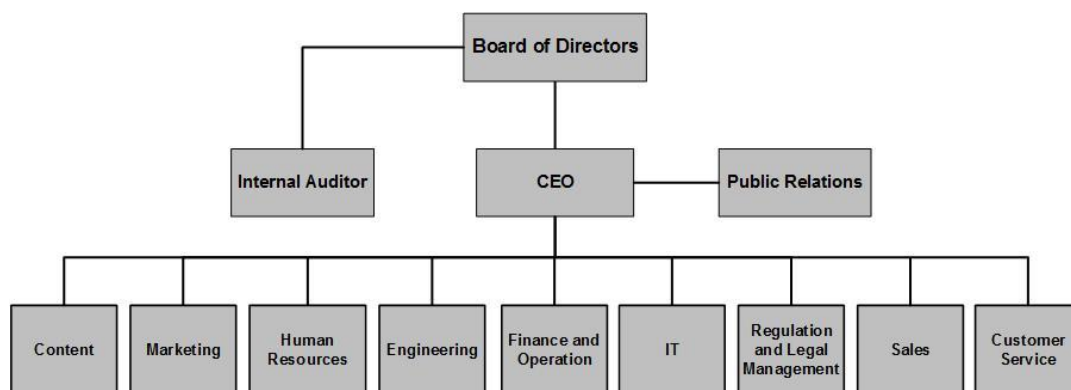 Board of Directors
Internal Auditor
CEO
Public Relations
Content
Marketing
Human
Resources
Engineering
Finance and
Operation
IT
Regulation
and Legal
Management
Sales
Customer
Service